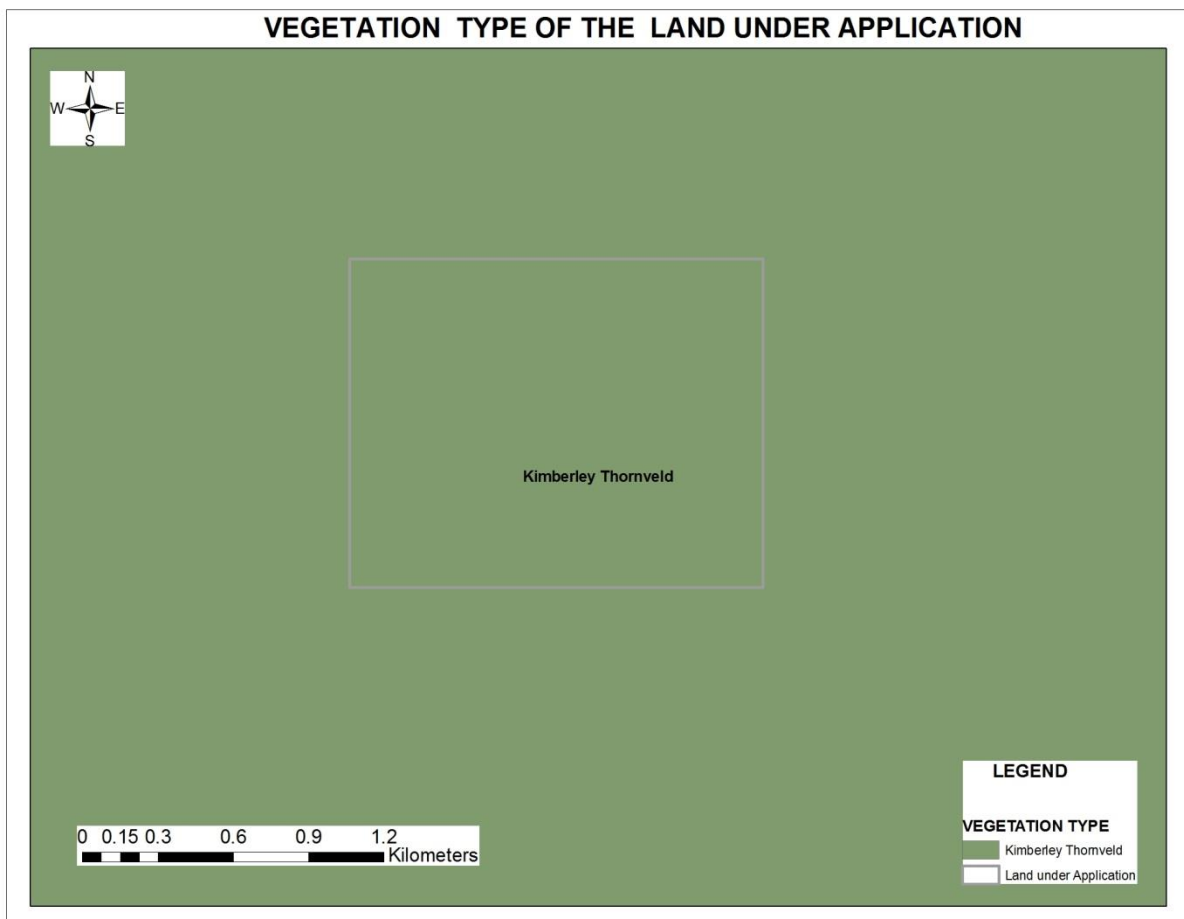 VEGETATION TYPE OF THE LAND UNDER APPLICATION
N
W E
S
Kimberley Thornveld
LEGEND
VEGETATION TYPE
Kimberley Thornveld
Land under Application
0 0.15 0.3 0.6 0.9 1.2
Kilometers